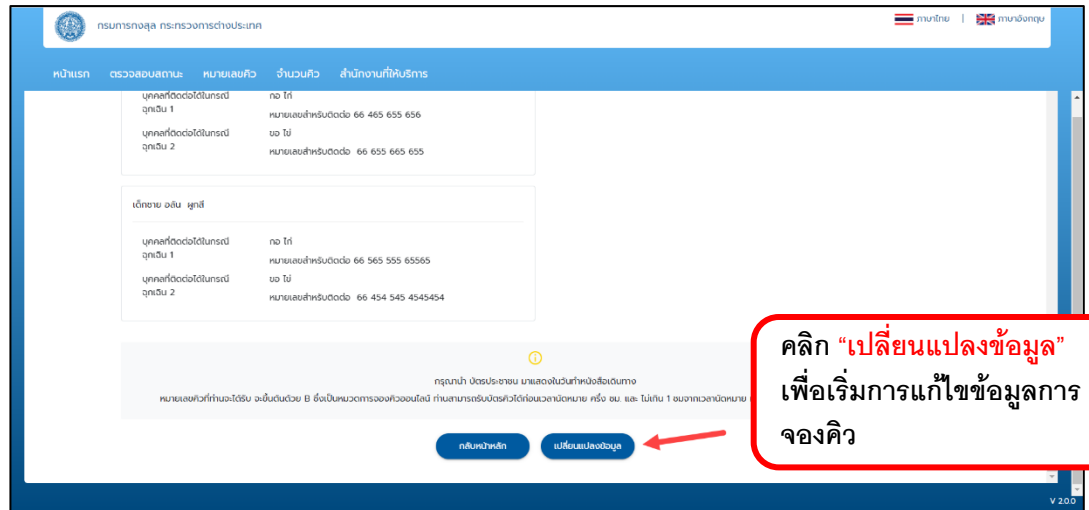 กรมการกงสุล กระทรวงการต่างประเทศ
ภาษาไทย | ภาษาอังกฤษ
หน้าแรก ตรวจสอบสถานะ หมายเลขคิว จำนวนคิว สำนักงานที่ให้บริการ
บุคคลที่ติดต่อได้ในกรณี กอ ไก่
ฉุกเฉิน 1
หมายเลขสำหรับติดต่อ 66 465 655 656
บุคคลที่ติดต่อได้ในกรณี ขอ ไข่
ฉุกเฉิน 2
หมายเลขสำหรับติดต่อ 66 655 665 655
เด็กชาย อลัน ผูกสี
บุคคลที่ติดต่อได้ในกรณี กอ ไก่
ฉุกเฉิน 1
หมายเลขสำหรับติดต่อ 66 565 555 65565
บุคคลที่ติดต่อได้ในกรณี ขอ ไข่
ฉุกเฉิน 2
หมายเลขสำหรับติดต่อ 66 454 545 4545454
กรุณานำ บัตรประชาชน มาแสดงในวันทำหนังสือเดินทาง
หมายเลขคิวที่ท่านจะได้รับ จะขึ้นต้นด้วย B ซึ่งเป็นหมวดการจองคิวออนไลน์ ท่านสามารถรับบัตรคิวได้ก่อนเวลานัดหมาย ครึ่ง ชม. และ ไม่เกิน 1 ชมจากเวลานัดหมาย
กลับหน้าหลัก เปลี่ยนแปลงข้อมูล
คลิก “เปลี่ยนแปลงข้อมูล”
เพื่อเริ่มการแก้ไขข้อมูลการ
จองคิว
V 2.0.0